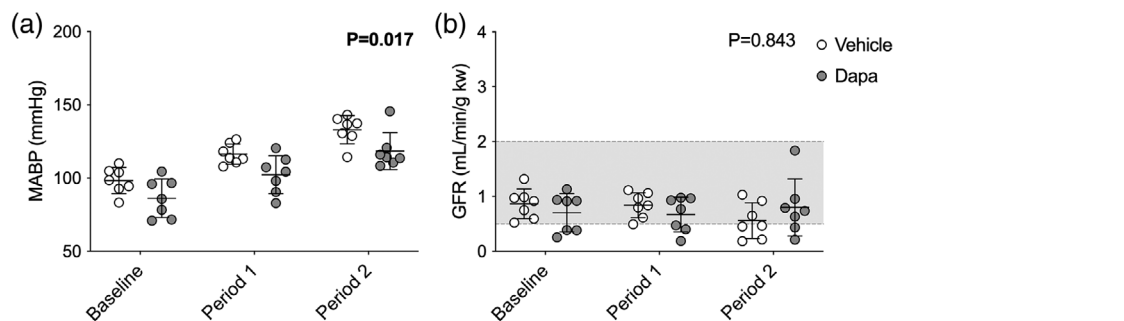 (a)
200
150
100
50
MABP (mmHg)
P=0.017
Baseline
Period 1
Period 2
(b)
4
3
2
1
0
GFR (mL/min/g kw)
P=0.843
Vehicle
Dapa
Baseline
Period 1
Period 2